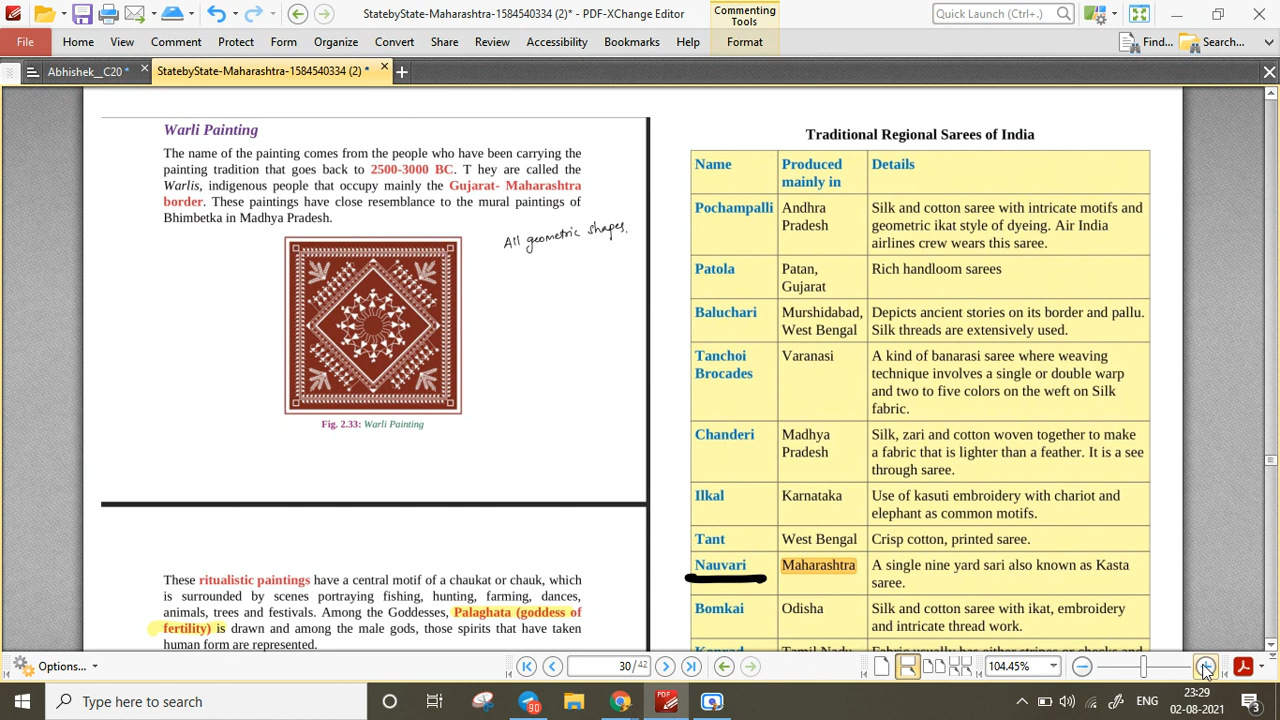 StatebyState-Maharashtra-1584540334 (2)* - PDF-XChange Editor
Commenting Tools
Quick Launch (Ctrl+.)
File
Home
View
Comment
Protect
Form
Organize
Convert
Share
Review
Accessibility
Bookmarks
Help
Format
Find...
Search...
Abhishek__C20 *
StatebyState-Maharashtra-1584540334 (2) *
Warli Painting
The name of the painting comes from the people who have been carrying the
painting tradition that goes back to 2500-3000 BC. T hey are called the
Warlis, indigenous people that occupy mainly the Gujarat- Maharashtra
border. These paintings have close resemblance to the mural paintings of
Bhimbetka in Madhya Pradesh.
All geometric shapes.
Fig. 2.33: Warli Painting
These ritualistic paintings have a central motif of a chaukat or chauk, which
is surrounded by scenes portraying fishing, hunting, farming, dances,
animals, trees and festivals. Among the Goddesses, Palaghata (goddess of
fertility) is drawn and among the male gods, those spirits that have taken
human form are represented.
Traditional Regional Sarees of India
Name Produced mainly in Details
Pochampalli Andhra Pradesh Silk and cotton saree with intricate motifs and
geometric ikat style of dyeing. Air India
airlines crew wears this saree.
Patola Patan, Gujarat Rich handloom sarees
Baluchari Murshidabad, West Bengal Depicts ancient stories on its border and pallu.
Silk threads are extensively used.
Tanchoi Brocades Varanasi A kind of banarasi saree where weaving
technique involves a single or double warp
and two to five colors on the weft on Silk
fabric.
Chanderi Madhya Pradesh Silk, zari and cotton woven together to make
a fabric that is lighter than a feather. It is a see
through saree.
Ilkal Karnataka Use of kasuti embroidery with chariot and
elephant as common motifs.
Tant West Bengal Crisp cotton, printed saree.
Nauvari Maharashtra A single nine yard sari also known as Kasta
saree.
Bomkai Odisha Silk and cotton saree with ikat, embroidery
and intricate thread work.
Options...
30 / 42
104.45%
Type here to search
90
ENG
23:29
02-08-2021
3